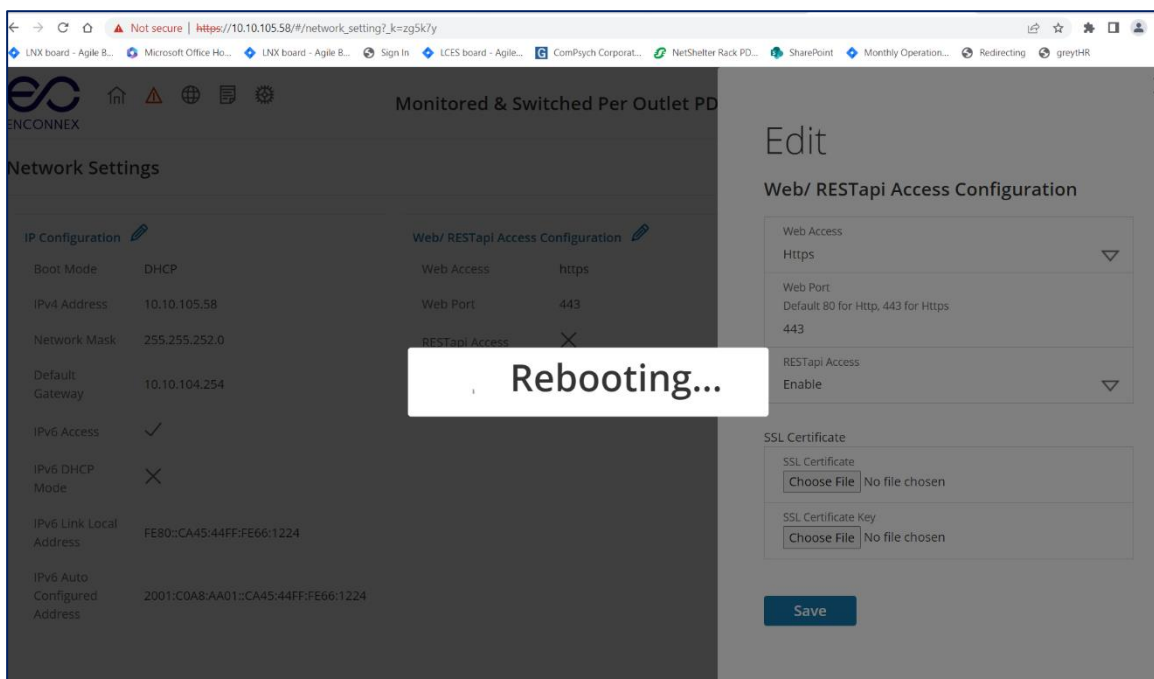 Not secure | https://10.10.105.58/#/network_setting?_k=zg5k7y
LNX board - Agile B... Microsoft Office Ho... LNX board - Agile B... Sign In LCES board - Agile... ComPsych Corporat... NetShelter Rack PD... SharePoint Monthly Operation... Redirecting greytHR
ENCONNEX
Monitored & Switched Per Outlet PD
Network Settings
IP Configuration
Boot Mode DHCP
IPv4 Address 10.10.105.58
Network Mask 255.255.252.0
Default
Gateway
10.10.104.254
IPv6 Access
IPv6 DHCP
Mode
IPv6 Link Local
Address
FE80::CA45:44FF:FE66:1224
IPv6 Auto
Configured
Address
2001:C0A8:AA01::CA45:44FF:FE66:1224
Web/ RESTapi Access Configuration
Web Access https
Web Port 443
RESTapi Access
Rebooting...
Edit
Web/ RESTapi Access Configuration
Web Access
Https
Web Port
Default 80 for Http, 443 for Https
443
RESTapi Access
Enable
SSL Certificate
SSL Certificate
Choose File No file chosen
SSL Certificate Key
Choose File No file chosen
Save